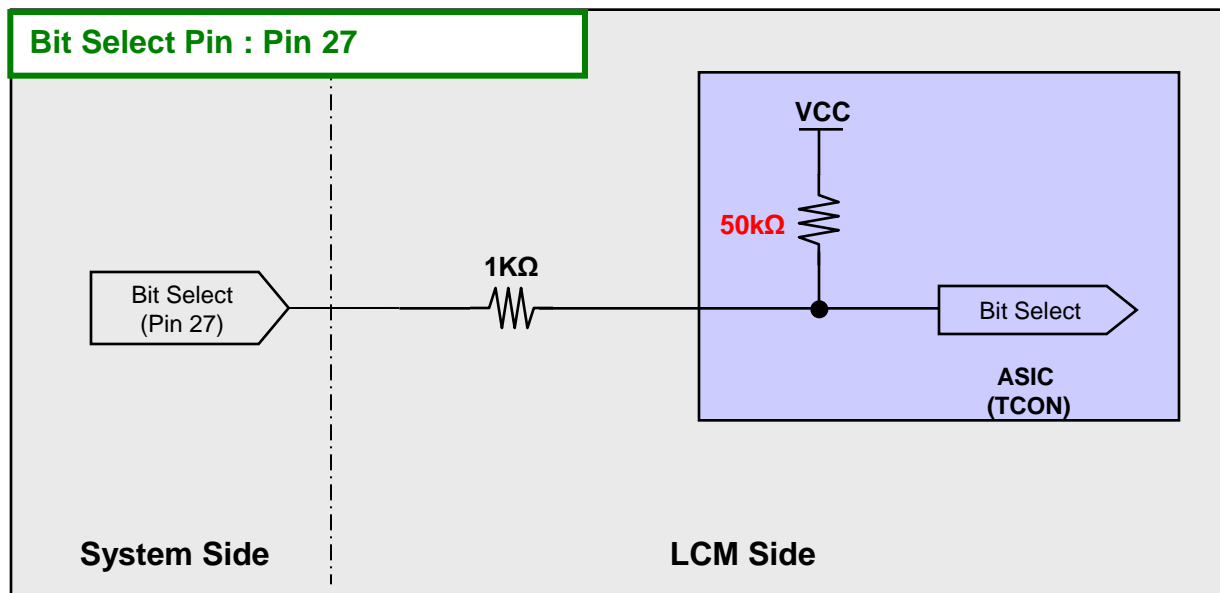 Bit Select Pin : Pin 27
VCC
50kΩ
1KΩ
Bit Select
(Pin 27)
Bit Select
ASIC
(TCON)
System Side
LCM Side